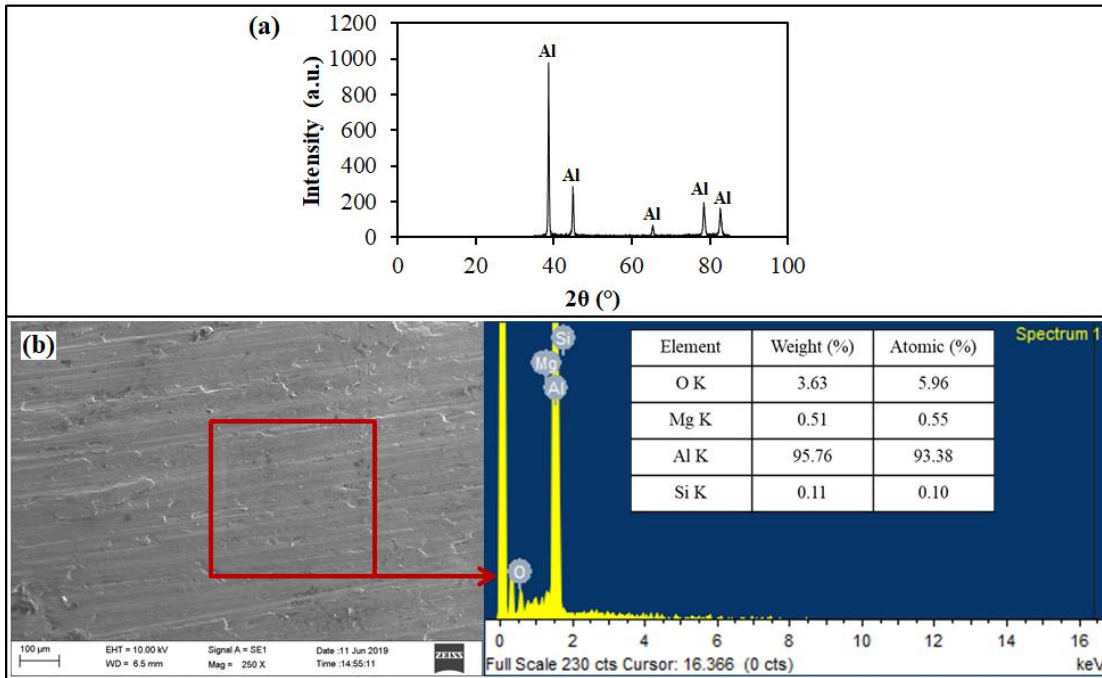 (a)
1200
1000
800
600
400
200
0
Intensity (a.u.)
Al
Al
Al
Al
Al
0 20 40 60 80 100
2θ (°)
(b)
100 µm
EHT = 10.00 kV
WD = 6.5 mm
Signal A = SE1
Mag = 250 X
Date :11 Jun 2019
Time :14:55:11
ZEISS
Spectrum 1
Si
Mg
Al
O
Element Weight (%) Atomic (%)
O K 3.63 5.96
Mg K 0.51 0.55
Al K 95.76 93.38
Si K 0.11 0.10
0 2 4 6 8 10 12 14 16
Full Scale 230 cts Cursor: 16.366 (0 cts) keV